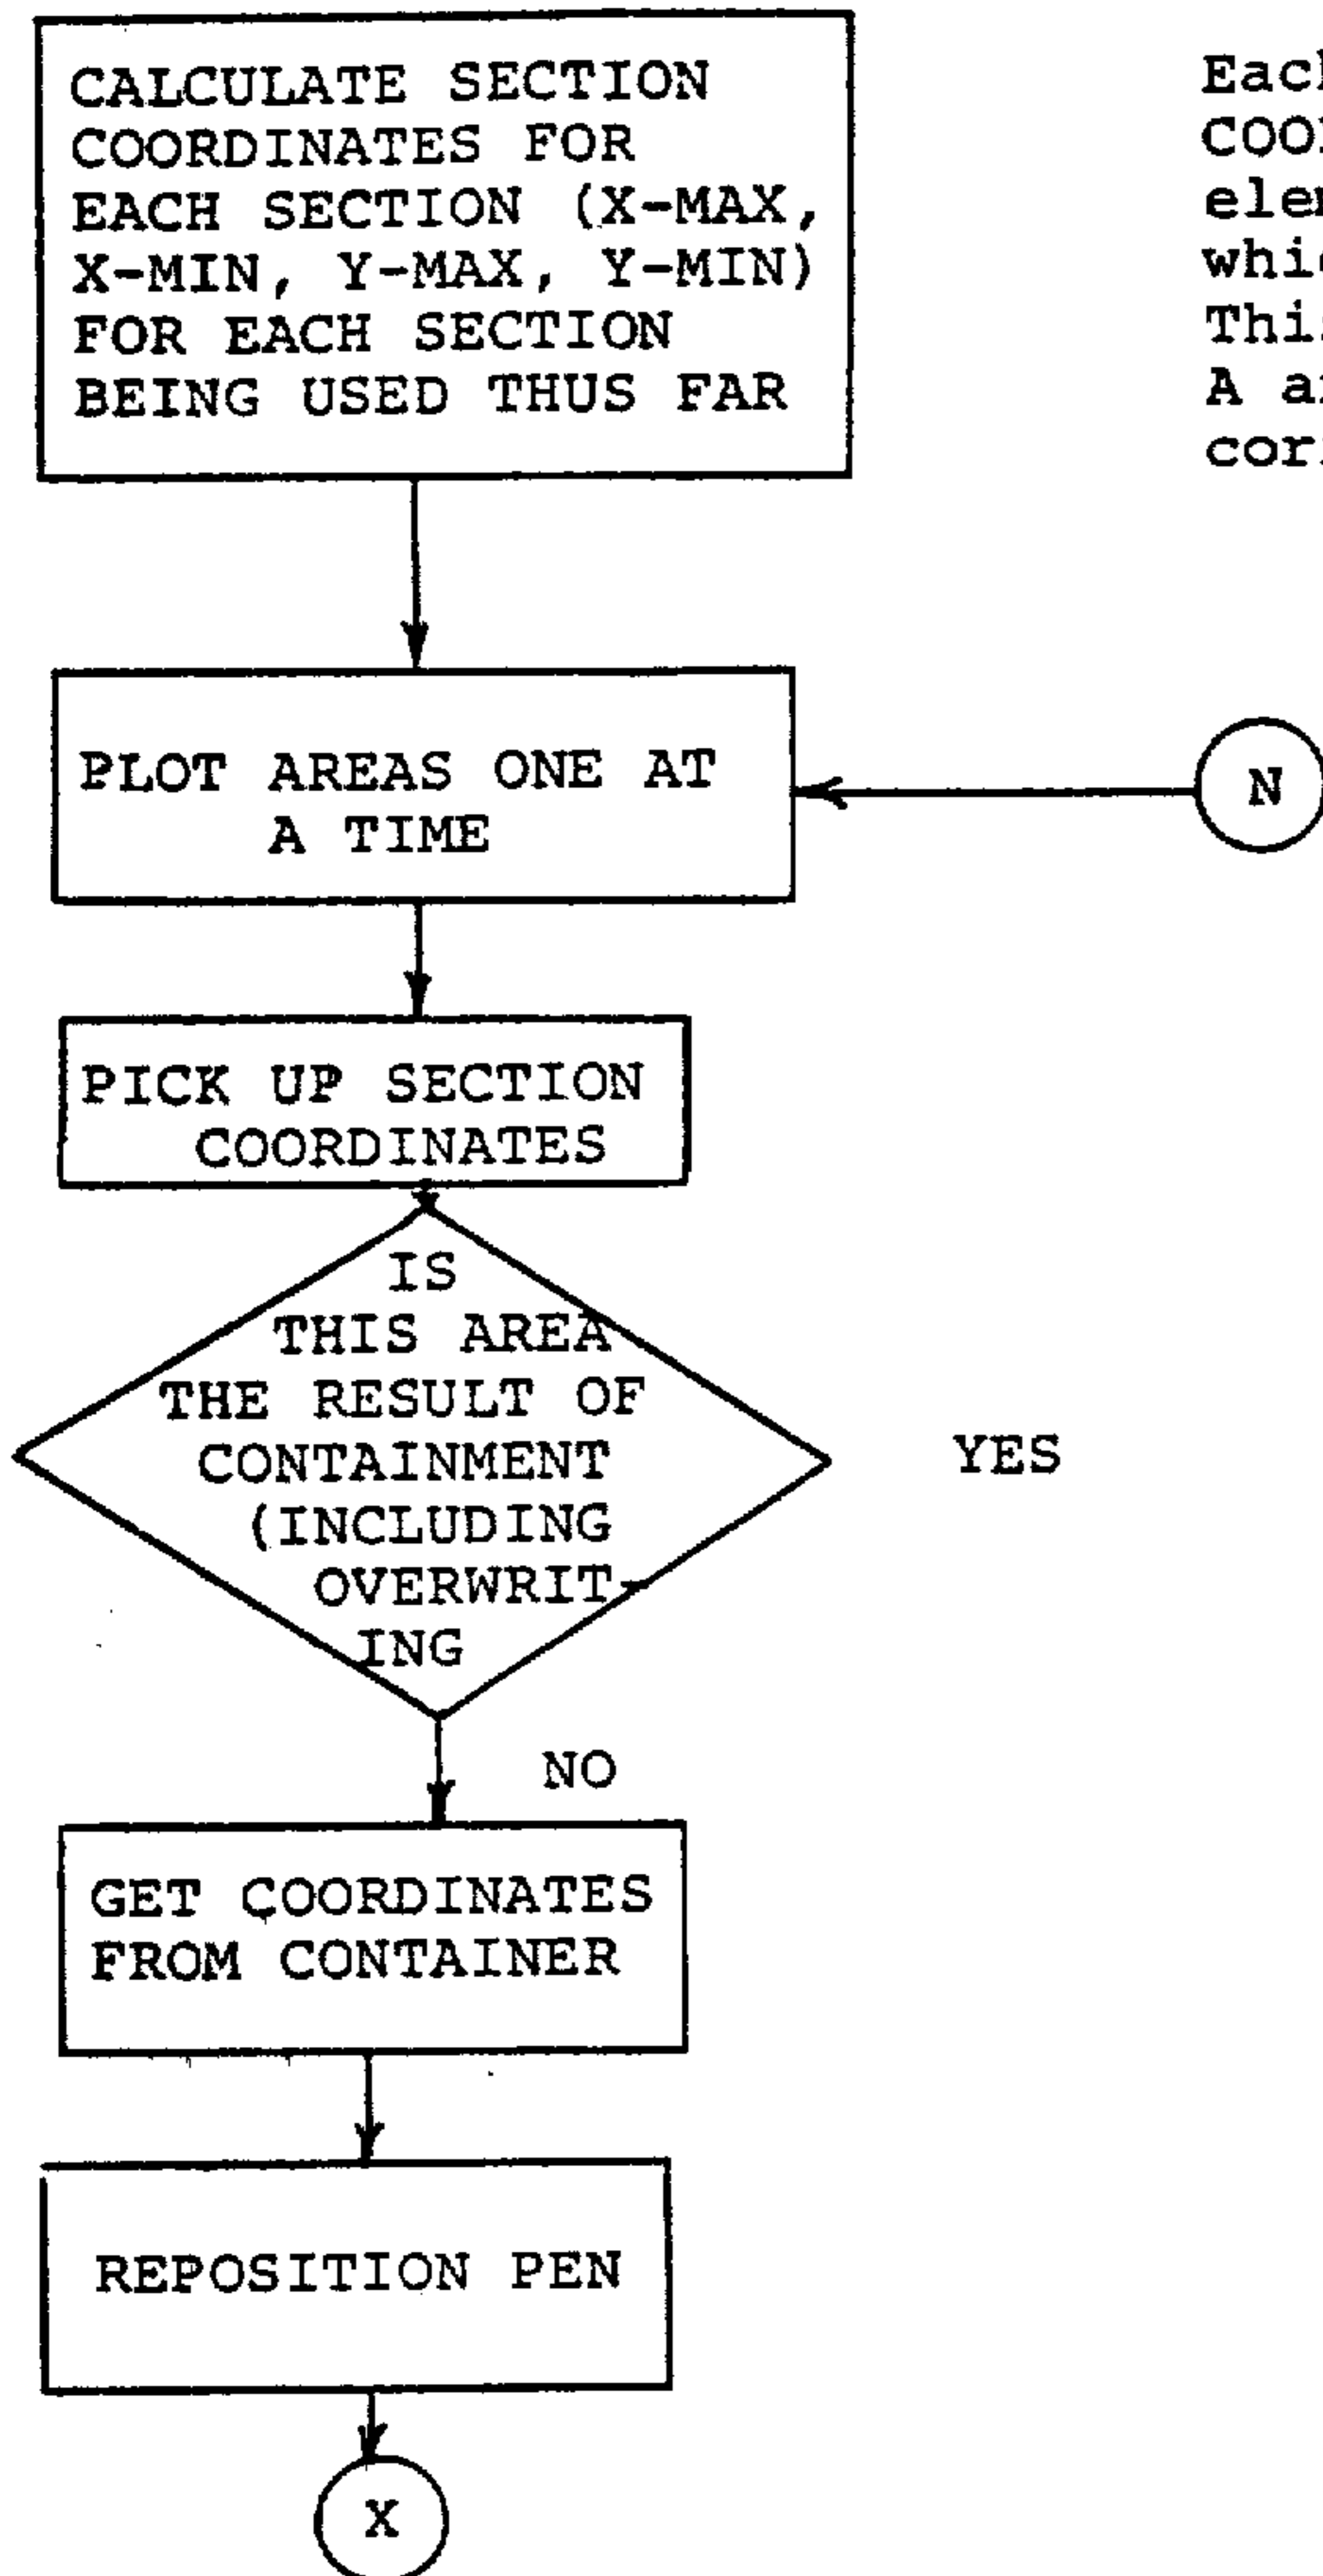 CALCULATE SECTION
COORDINATES FOR
EACH SECTION (X-MAX,
X-MIN, Y-MAX, Y-MIN)
FOR EACH SECTION
BEING USED THUS FAR
Each
This
A
PLOT AREAS ONE AT
A TIME
N
PICK UP SECTION
COORDINATES
IS
THIS AREA
THE RESULT OF
CONTAINMENT
(INCLUDING
OVERWRIT-
ING
YES
NO
GET COORDINATES
FROM CONTAINER
REPOSITION PEN
X